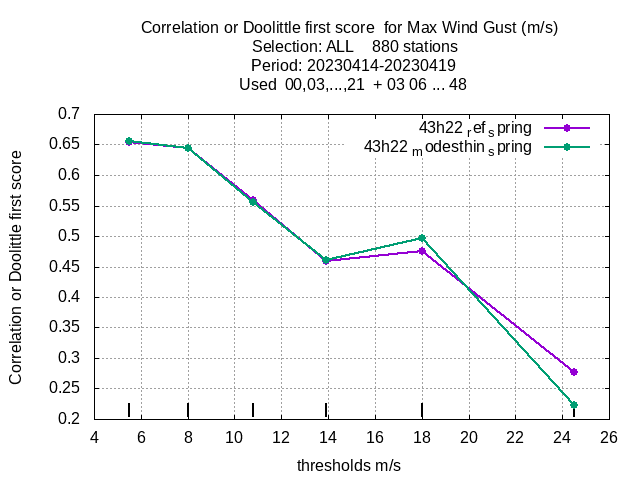 Correlation or Doolittle first score  for Max Wind Gust (m/s)
Selection: ALL    880 stations
Period: 20230414-20230419
Used  00,03,...,21  + 03 06 ... 48
43h22 ref spring
43h22 modesthin spring
Correlation or Doolittle first score
0.7
0.65
0.6
0.55
0.5
0.45
0.4
0.35
0.3
0.25
0.2
4 6 8 10 12 14 16 18 20 22 24 26
thresholds m/s